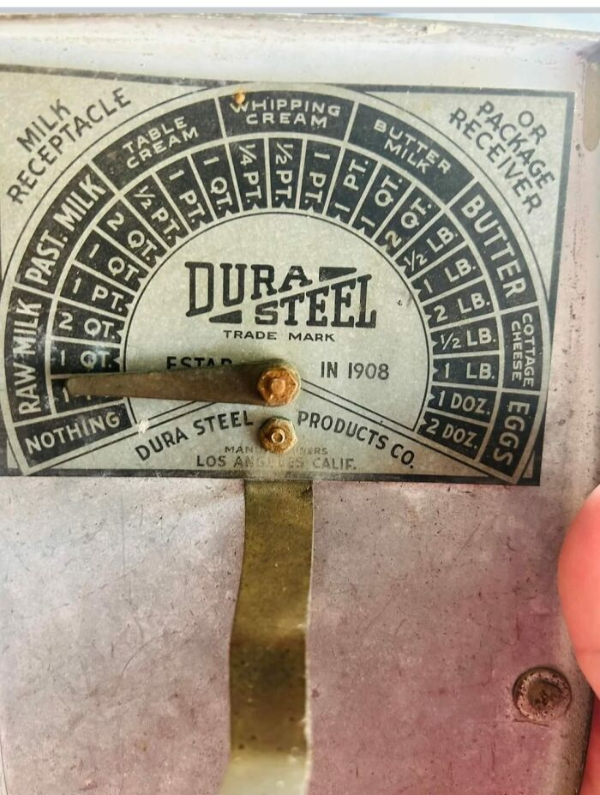 MILK
RECEPTACLE
OR
PACKAGE
RECEIVER
NOTHING
RAW MILK
1
1 QT.
2 QT.
PAST. MILK
1 PT.
1 QT.
2 QT.
TABLE
CREAM
1/2 PT.
1 PT.
1 QT.
WHIPPING
CREAM
1/4 PT.
1/2 PT.
1 PT.
BUTTER
MILK
1 PT.
1 QT.
2 QT.
BUTTER
1/2 LB.
1 LB.
2 LB.
COTTAGE
CHEESE
1/2 LB.
1 LB.
EGGS
1 DOZ.
2 DOZ.
DURA
STEEL
TRADE MARK
IN 1908
DURA STEEL PRODUCTS CO.
LOS CALIF.